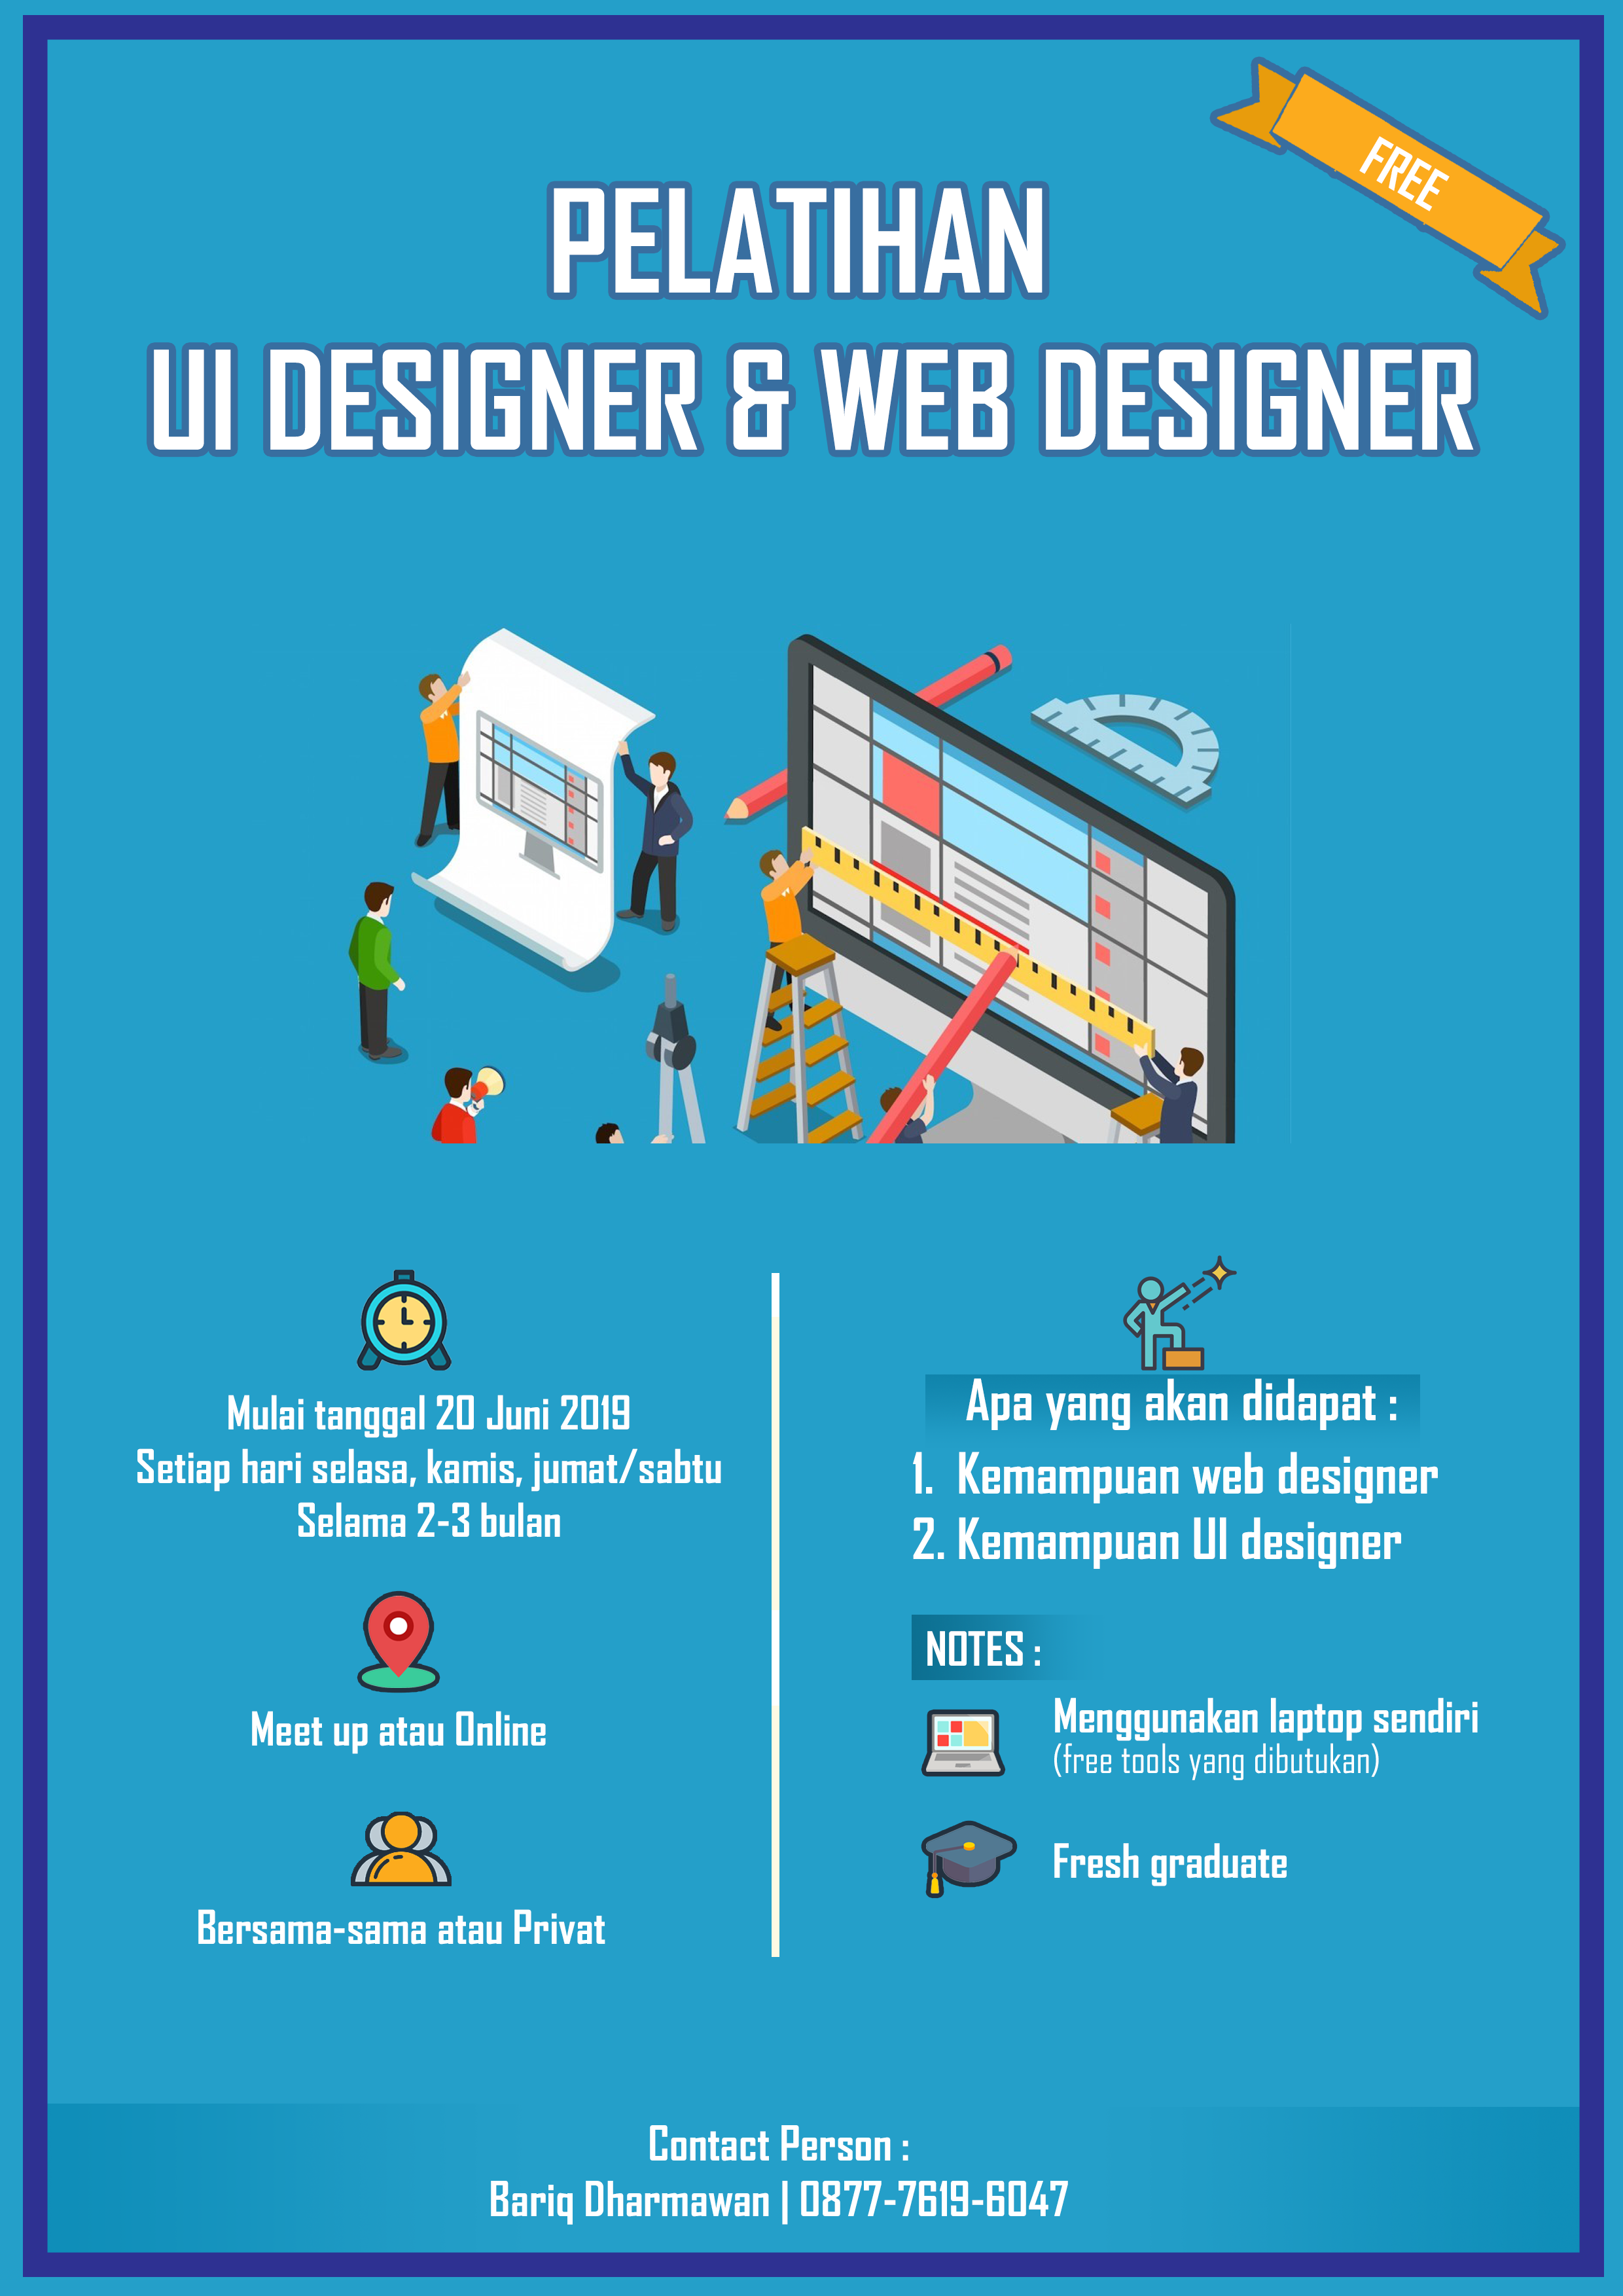 FREE
PELATIHAN
UI DESIGNER & WEB DESIGNER
Mulai tanggal 20 Juni 2019
Setiap hari selasa, kamis, jumat/sabtu
Selama 2-3 bulan
Meet up atau Online
Bersama-sama atau Privat
Apa yang akan didapat :
1. Kemampuan web designer
2. Kemampuan UI designer
NOTES :
Menggunakan laptop sendiri
(free tools yang dibutukan)
Fresh graduate
Contact Person :
Bariq Dharmawan | 0877-7619-6047